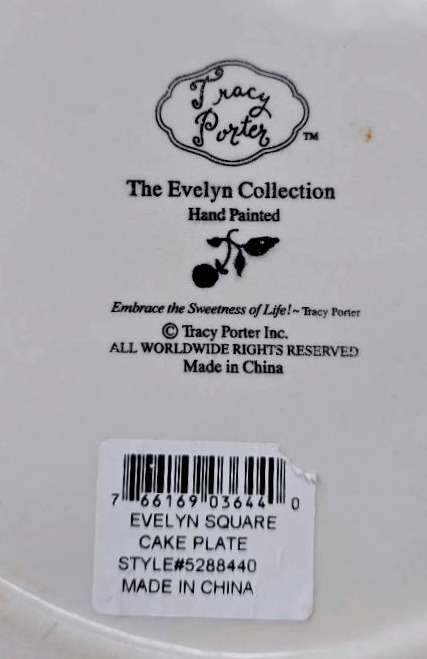 Tracy
Porter TM
The Evelyn Collection
Hand Painted
Embrace the Sweetness of Life!~ Tracy Porter
© Tracy Porter Inc.
ALL WORLDWIDE RIGHTS RESERVED
Made in China
7 66169 03644 0
EVELYN SQUARE
CAKE PLATE
STYLE#5288440
MADE IN CHINA